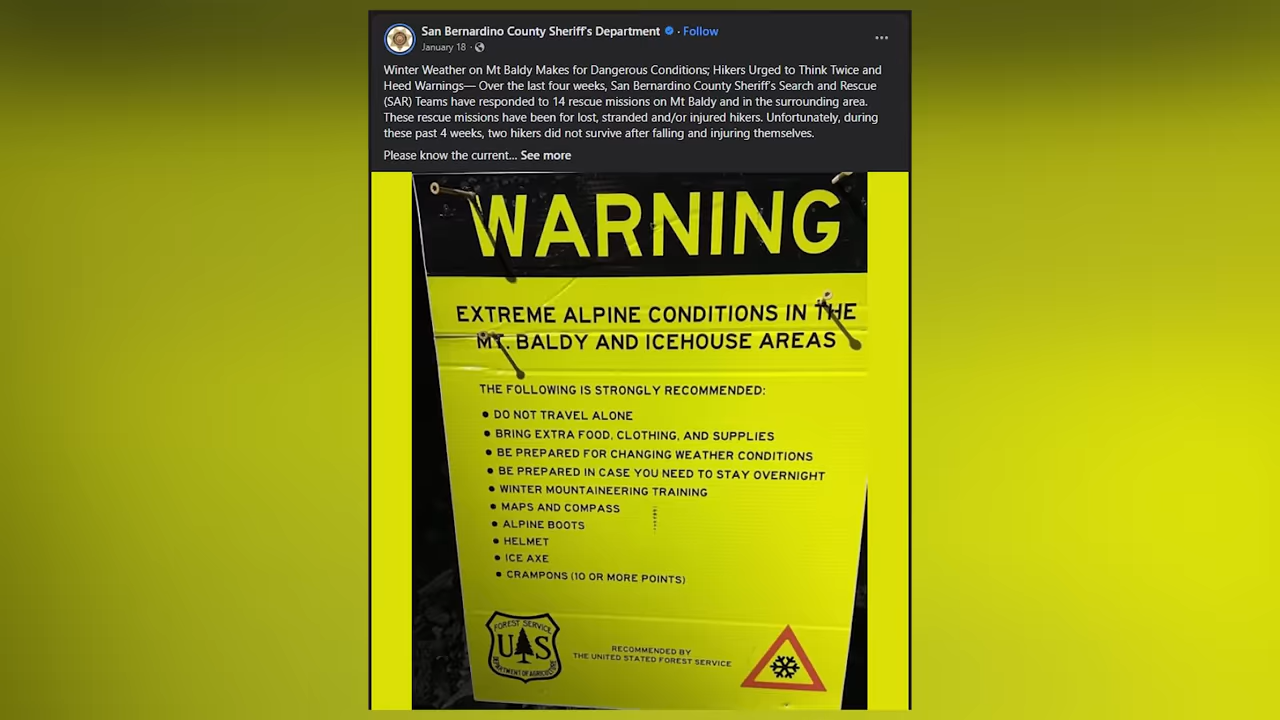 San Bernardino County Sheriff's Department · Follow
January 18 ·
Winter Weather on Mt Baldy Makes for Dangerous Conditions; Hikers Urged to Think Twice and
Heed Warnings— Over the last four weeks, San Bernardino County Sheriff's Search and Rescue
(SAR) Teams have responded to 14 rescue missions on Mt Baldy and in the surrounding area.
These rescue missions have been for lost, stranded and/or injured hikers. Unfortunately, during
these past 4 weeks, two hikers did not survive after falling and injuring themselves.
Please know the current... See more
WARNING
EXTREME ALPINE CONDITIONS IN THE
MT. BALDY AND ICEHOUSE AREAS
THE FOLLOWING IS STRONGLY RECOMMENDED:
• DO NOT TRAVEL ALONE
• BRING EXTRA FOOD, CLOTHING, AND SUPPLIES
• BE PREPARED FOR CHANGING WEATHER CONDITIONS
• BE PREPARED IN CASE YOU NEED TO STAY OVERNIGHT
• WINTER MOUNTAINEERING TRAINING
• MAPS AND COMPASS
• ALPINE BOOTS
• HELMET
• ICE AXE
• CRAMPONS (10 OR MORE POINTS)
FOREST SERVICE
U S
DEPARTMENT OF AGRICULTURE
RECOMMENDED BY
THE UNITED STATED FOREST SERVICE